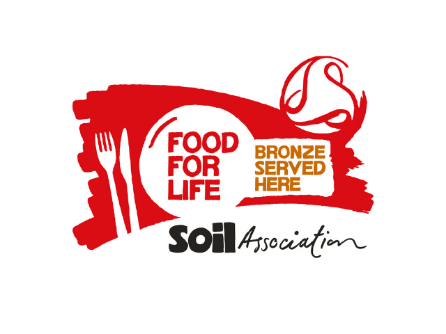 FOOD
FOR
LIFE
BRONZE
SERVED
HERE
Soil Association